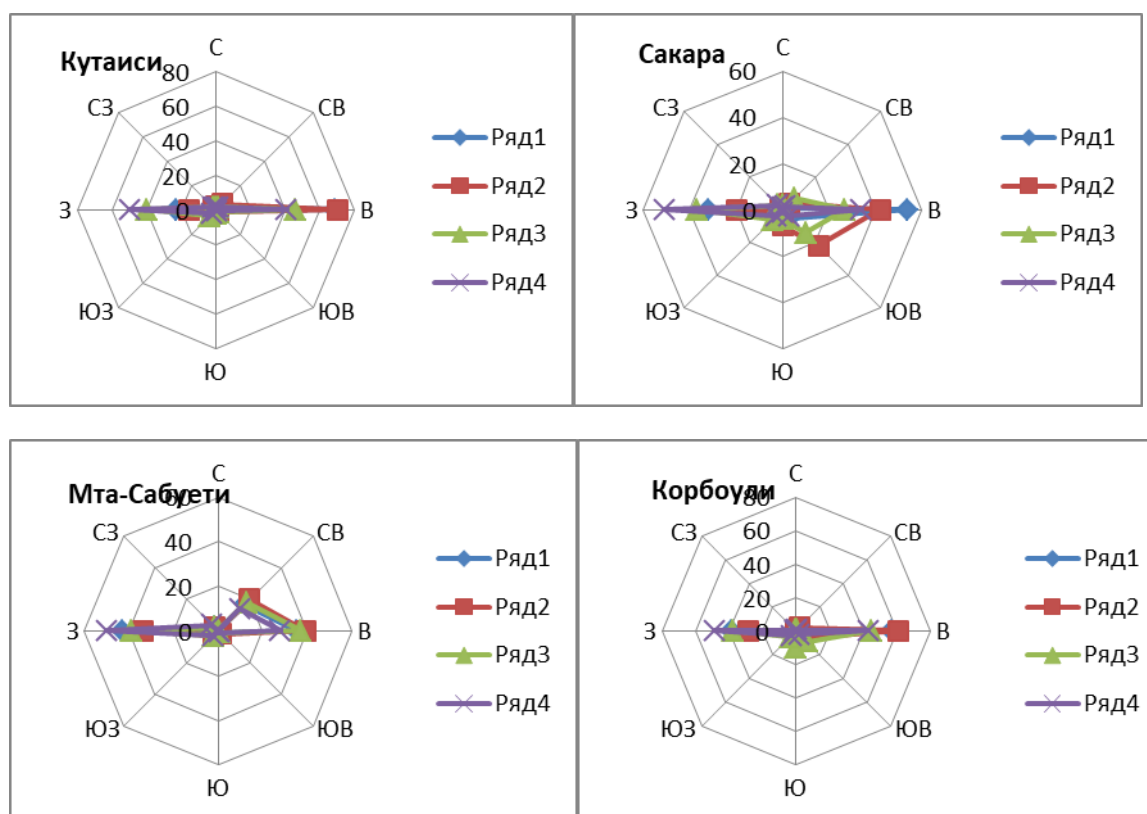 Кутаиси
С
СВ
В
ЮВ
Ю
ЮЗ
З
СЗ
80
60
40
20
0
Ряд1
Ряд2
Ряд3
Ряд4
Сакара
С
СВ
В
ЮВ
Ю
ЮЗ
З
СЗ
60
40
20
0
Ряд1
Ряд2
Ряд3
Ряд4
Мта-Сабуети
С
СВ
В
ЮВ
Ю
ЮЗ
З
СЗ
60
40
20
0
Ряд1
Ряд2
Ряд3
Ряд4
Корбоули
С
СВ
В
ЮВ
Ю
ЮЗ
З
СЗ
80
60
40
20
0
Ряд1
Ряд2
Ряд3
Ряд4